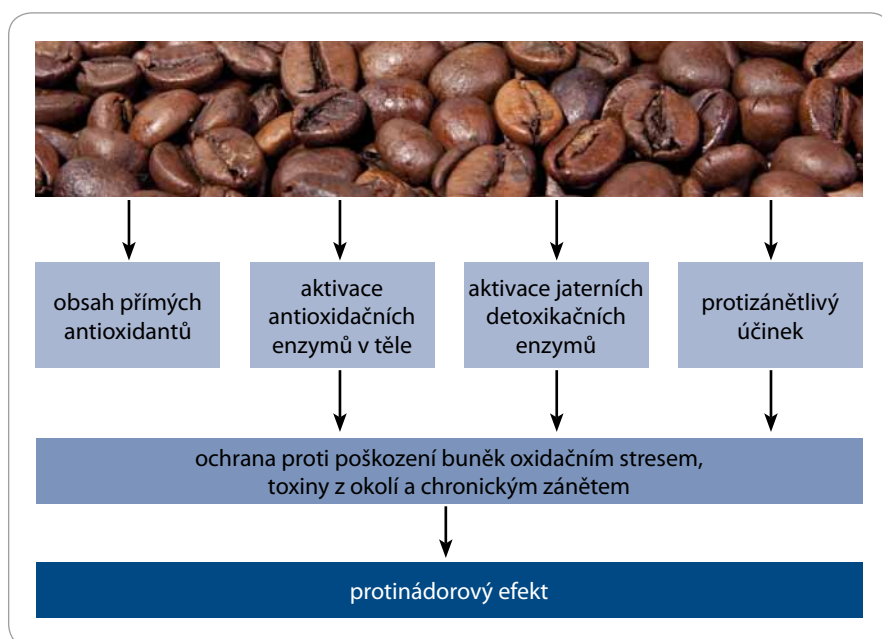 obsah přímých
antioxidantů
aktivace
antioxidačních
enzymů v těle
aktivace jaterních
detoxikačních
enzymů
protizánětlivý
účinek
ochrana proti poškození buněk oxidačním stresem,
toxiny z okolí a chronickým zánětem
protinádorový efekt